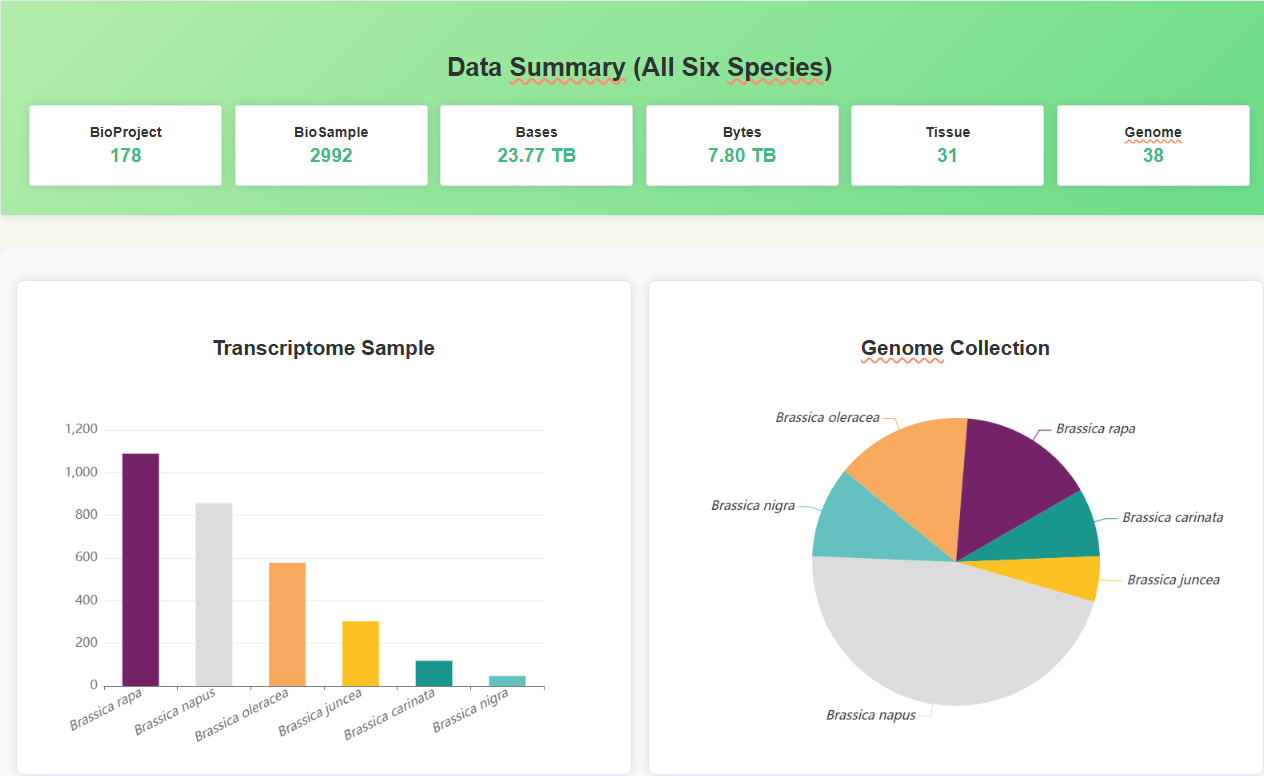 Data Summary (All Six Species)
BioProject
178
BioSample
2992
Bases
23.77 TB
Bytes
7.80 TB
Tissue
31
Genome
38
Transcriptome Sample
1,200
1,000
800
600
400
200
0
Brassica rapa
Brassica napus
Brassica oleracea
Brassica juncea
Brassica carinata
Brassica nigra
Genome Collection
Brassica oleracea
Brassica rapa
Brassica nigra
Brassica carinata
Brassica juncea
Brassica napus